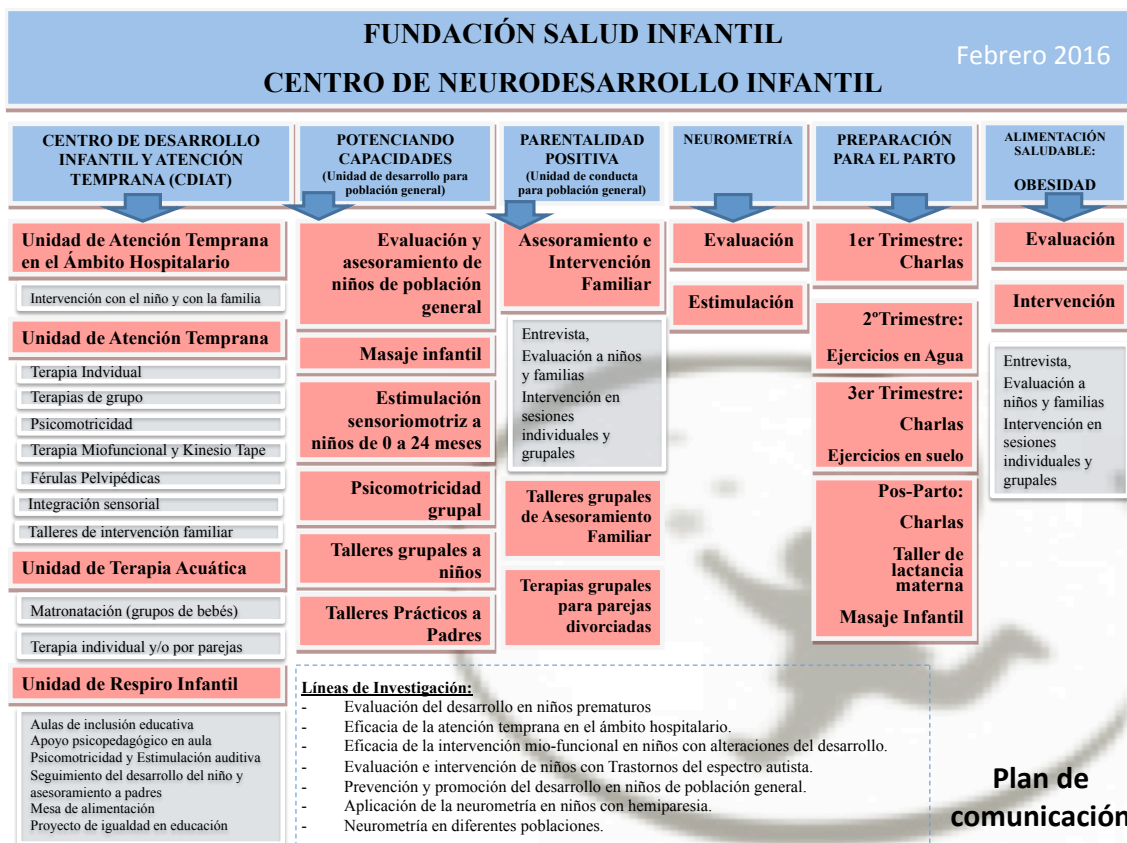 FUNDACIÓN SALUD INFANTIL
CENTRO DE NEURODESARROLLO INFANTIL
Febrero 2016
CENTRO DE DESARROLLO
INFANTIL Y ATENCIÓN
TEMPRANA (CDIAT)
Unidad de Atención Temprana
en el Ámbito Hospitalario
Intervención con el niño y con la familia
Unidad de Atención Temprana
Terapia Indvidual
Terapias de grupo
Psicomotricidad
Terapia Miofuncional y Kinesio Tape
Férulas Pelvipédicas
Integración sensorial
Talleres de intervención familiar
Unidad de Terapia Acuática
Matronatación (grupos de bebés)
Terapia individual y/o por parejas
Unidad de Respiro Infantil
Aulas de inclusión educativa
Apoyo psicopedagógico en aula
Psicomotricidad y Estimulación auditiva
Seguimiento del desarrollo del niño y
asesoramiento a padres
Mesa de alimentación
Proyecto de igualdad en educación
POTENCIANDO
CAPACIDADES
(Unidad de desarrollo para
población general)
Evaluación y
asesoramiento de
niños de población
general
Masaje infantil
Estimulación
sensoriomotriz a
niños de 0 a 24 meses
Psicomotricidad
grupal
Talleres grupales a
niños
Talleres Prácticos a
Padres
PARENTALIDAD
POSITIVA
(Unidad de conducta
para población general)
Asesoramiento e
Intervención
Familiar
Entrevista,
Evaluación a niños
y familias
Intervención en
sesiones
individuales y
grupales
Talleres grupales
de Asesoramiento
Familiar
Terapias grupales
para parejas
divorciadas
NEUROMETRÍA
Evaluación
Estimulación
PREPARACIÓN
PARA EL PARTO
1er Trimestre:
Charlas
2ºTrimestre:
Ejercicios en Agua
3er Trimestre:
Charlas
Ejercicios en suelo
Pos-Parto:
Charlas
Taller de
lactancia
materna
Masaje Infantil
ALIMENTACIÓN
SALUDABLE:
OBESIDAD
Evaluación
Intervención
Entrevista,
Evaluación a
niños y familias
Intervención en
sesiones
individuales y
grupales
Líneas de Investigación:
- Evaluación del desarrollo en niños prematuros
- Eficacia de la atención temprana en el ámbito hospitalario.
- Eficacia de la intervención mio-funcional en niños con alteraciones del desarrollo.
- Evaluación e intervención de niños con Trastornos del espectro autista.
- Prevención y promoción del desarrollo en niños de población general.
- Aplicación de la neurometría en niños con hemiparesia.
- Neurometría en diferentes poblaciones.
Plan de
comunicación